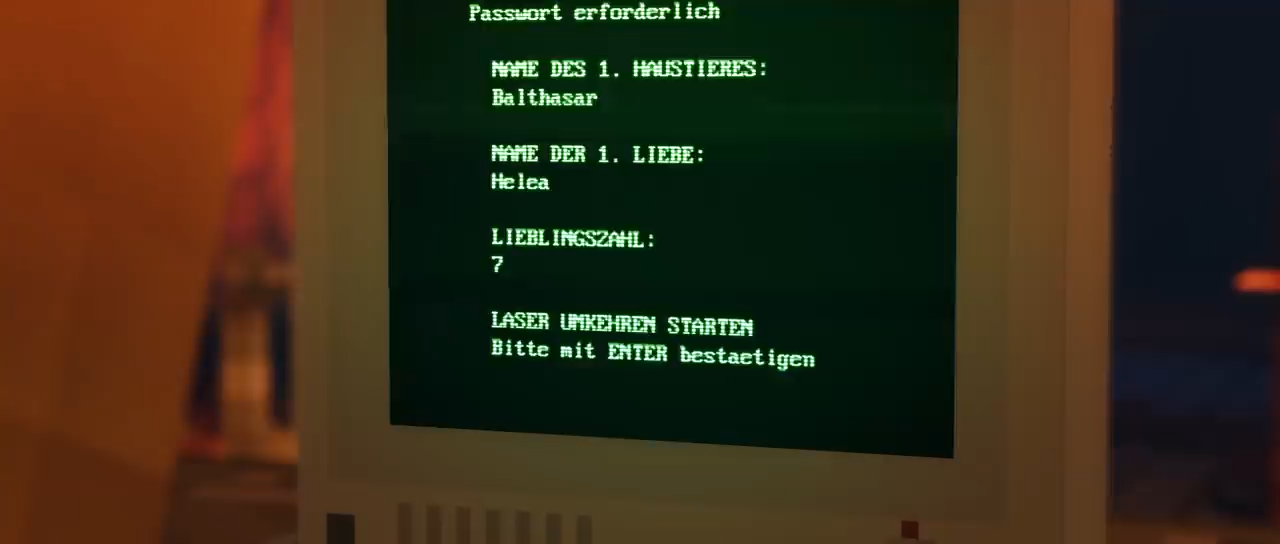 Passwort erforderlich
NAME DES 1. HAUSTIERES:
Balthasar
NAME DER 1. LIEBE:
Helea
LIEBLINGSZAHL:
7
LASER UMKEHREN STARTEN
Bitte mit ENTER bestaetigen